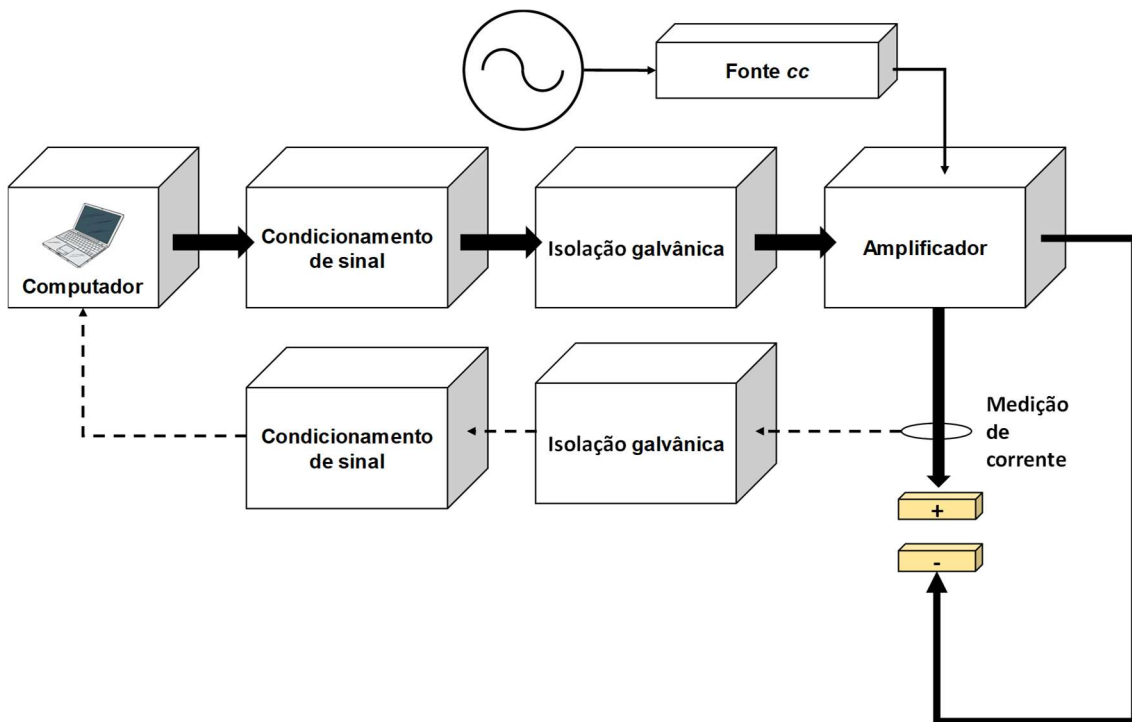 Fonte cc
Computador
Condicionamento
de sinal
Isolação galvânica
Amplificador
Condicionamento
de sinal
Isolação galvânica
Medição
de
corrente
+
-